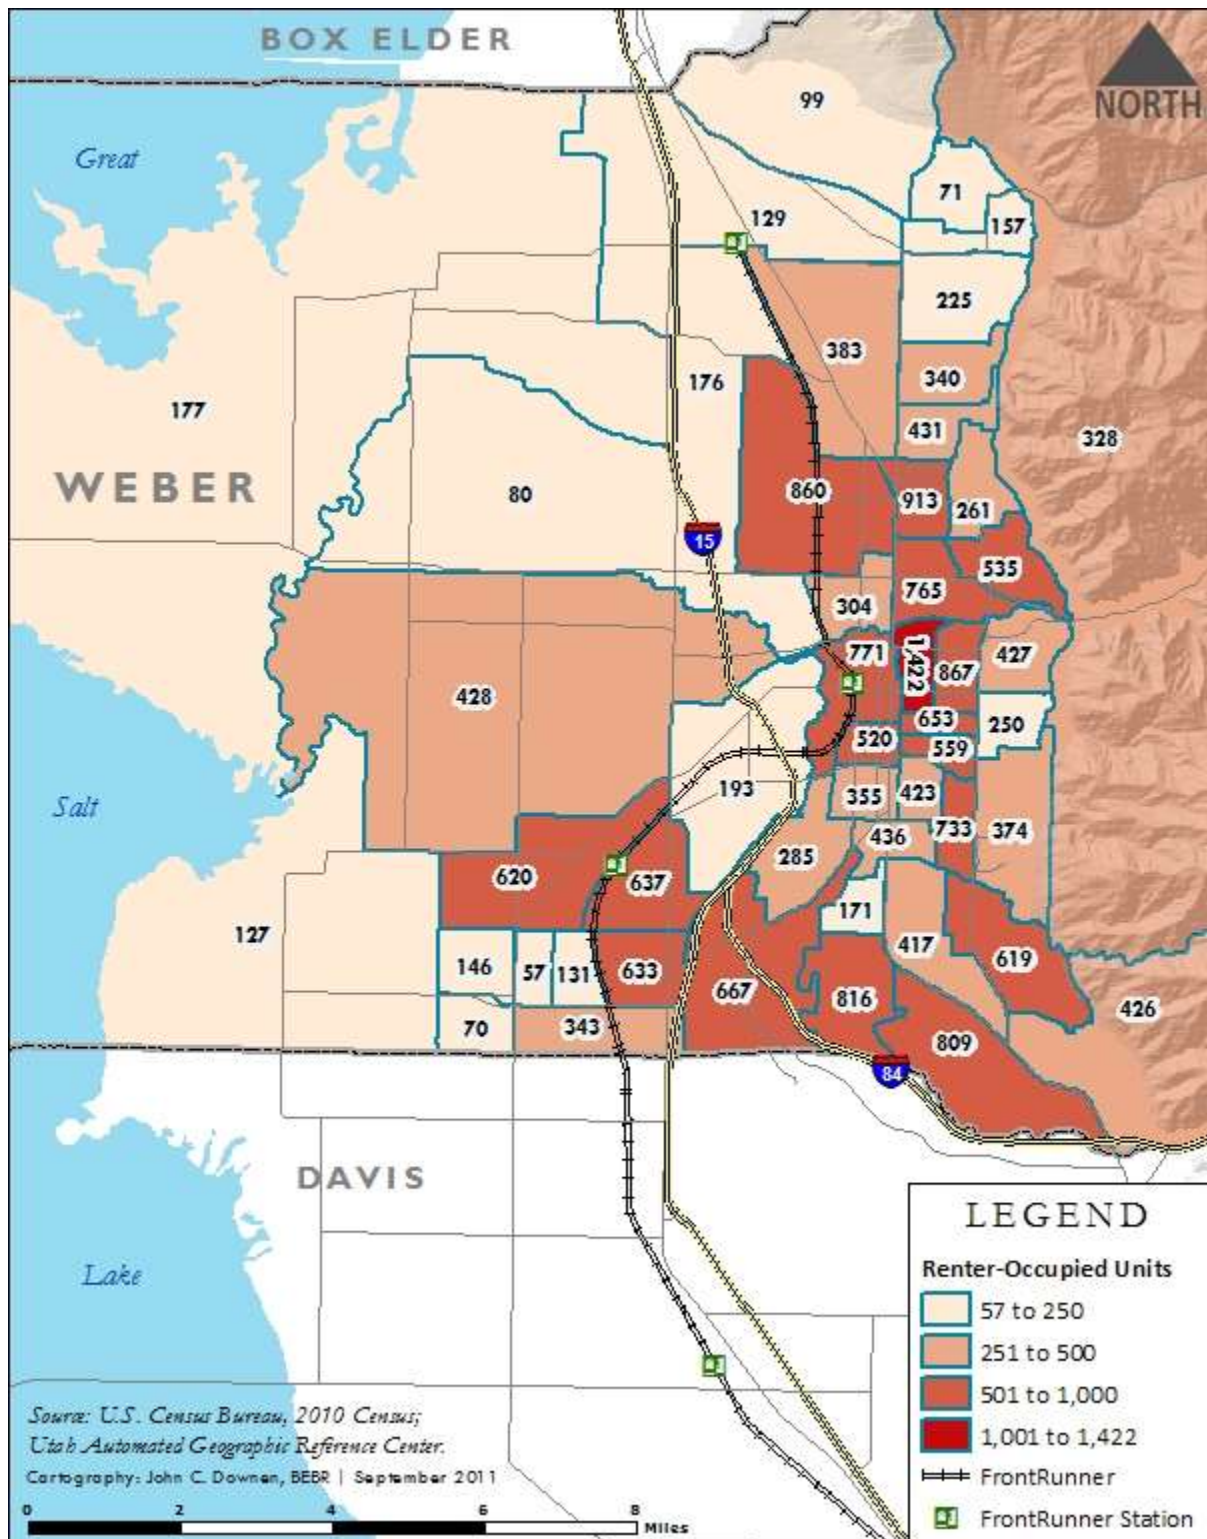 BOX ELDER
NORTH
99
Great
71
129
157
225
383
340
176
177
431
328
WEBER
80
860
913
261
15
535
765
304
771
1,422
867
427
428
653
250
520
559
193
Salt
355
423
436
733
374
285
620
637
171
127
417
146
57
131
633
619
667
816
426
70
343
809
84
DAVIS
LEGEND
Renter-Occupied Units
57 to 250
251 to 500
501 to 1,000
1,001 to 1,422
FrontRunner
FrontRunner Station
Lake
Source: U.S. Census Bureau, 2010 Census;
Utah Automated Geographic Reference Center.
Cartography: John C. Downen, BEBR | September 2011
0 2 4 6 8
Miles